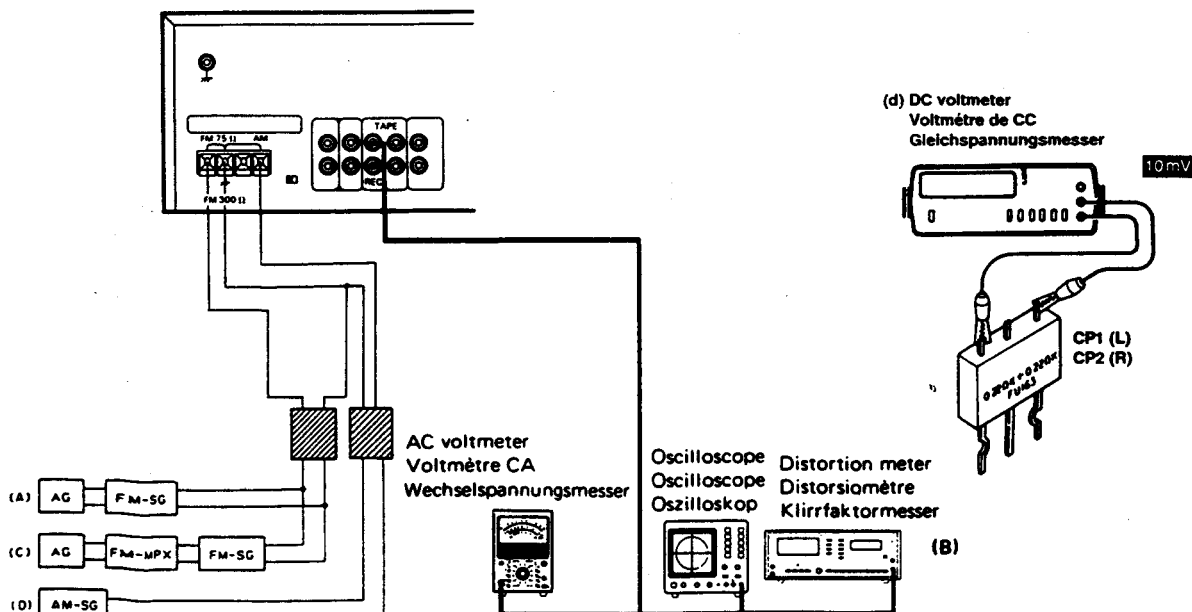 FM 75 Ω AM
FM 300 Ω
TAPE
REC
(d) DC voltmeter
Voltmétre de CC
Gleichspannungsmesser
10mV
CP1 (L)
CP2 (R)
AC voltmeter
Voltmètre CA
Wechselspannungsmesser
Oscilloscope
Oscilloscope
Oszilloskop
Distortion meter
Distorsiomètre
Klirrfaktormesser
(B)
(A) AG FM-SG
(C) AG FM-MPX FM-SG
(D) AM-SG